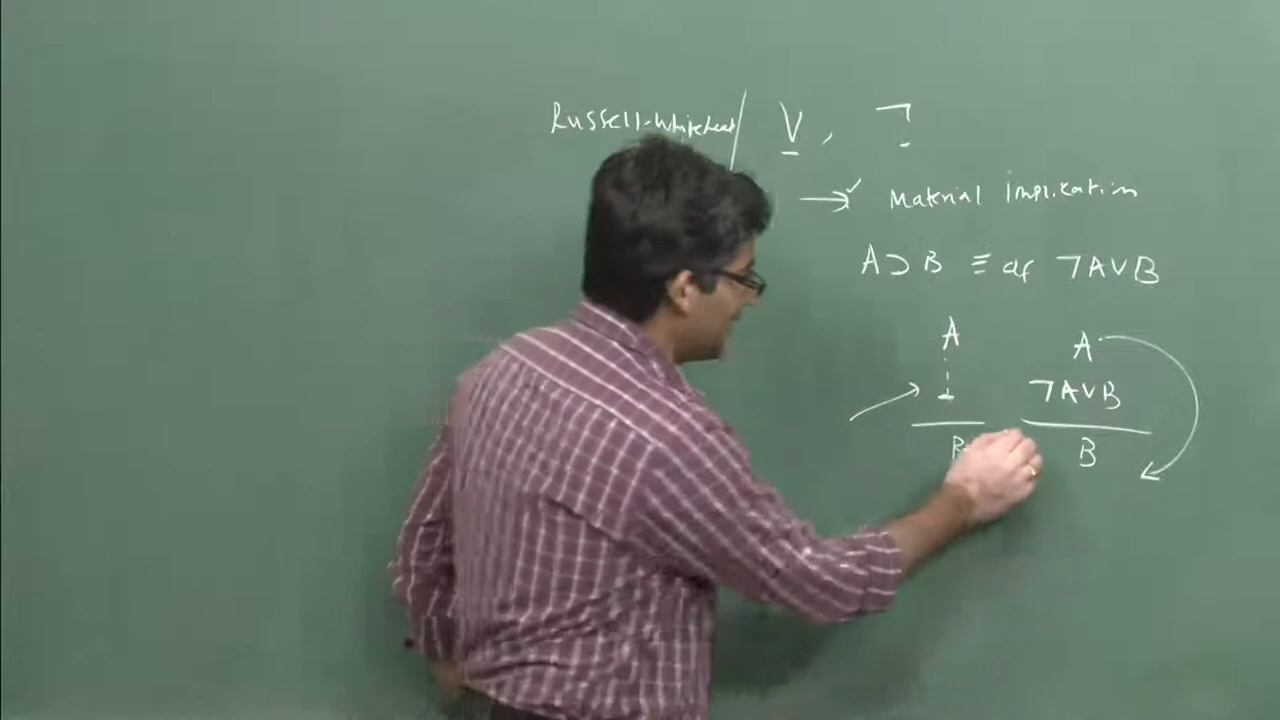 Russell-Whitehead / V, ¬
→ ✓ Material Implication
A ⊃ B ≡ df ¬A∨B
A A
⊥ ¬A∨B
B